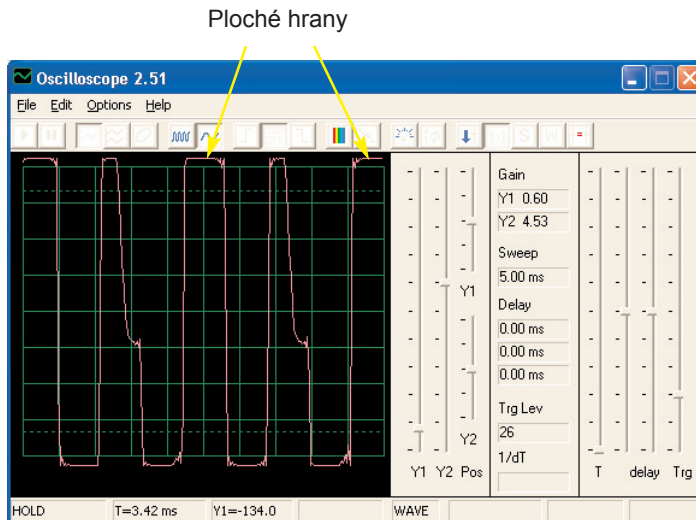 Ploché hrany
Oscilloscope 2.51
File Edit Options Help
1:1 S W =
Gain
Y1 0.60
Y2 4.53
Sweep
5.00 ms
Y1
Delay
0.00 ms
0.00 ms
0.00 ms
Trg Lev
26
Y2
1/dT
Y1 Y2 Pos
T delay Trg
HOLD T=3.42 ms Y1=-134.0 WAVE